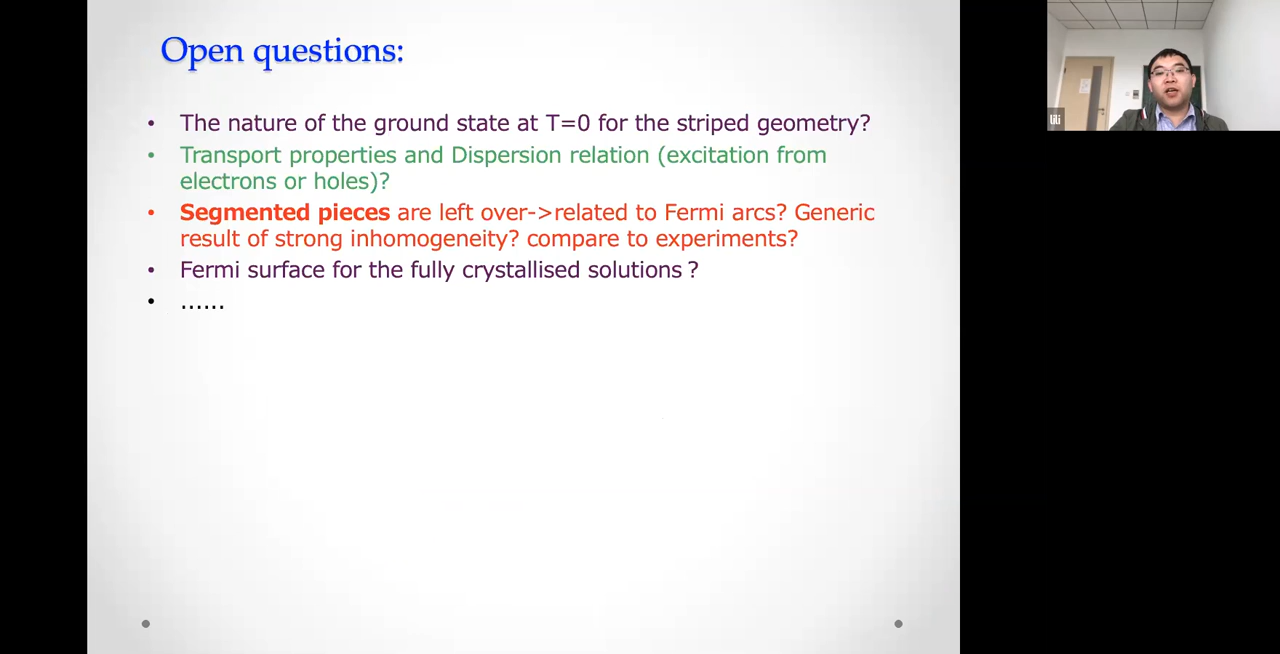 Open questions:
• The nature of the ground state at T=0 for the striped geometry?
• Transport properties and Dispersion relation (excitation from
electrons or holes)?
• Segmented pieces are left over->related to Fermi arcs? Generic
result of strong inhomogeneity? compare to experiments?
• Fermi surface for the fully crystallised solutions ?
• ......
lili